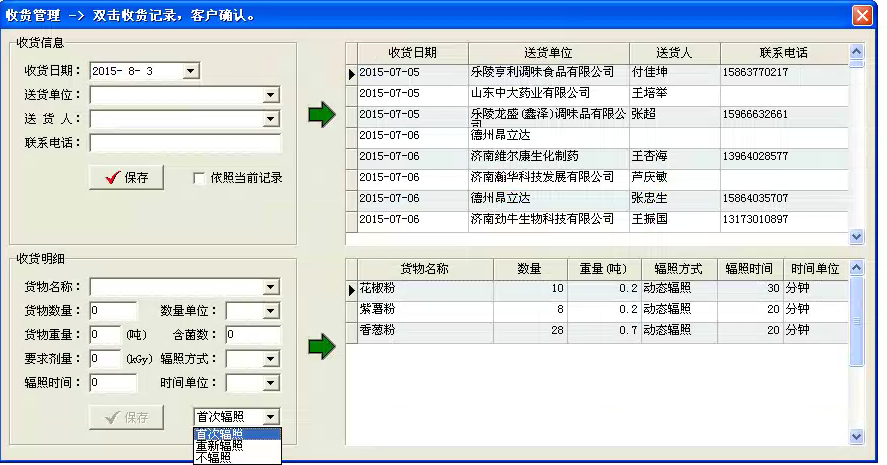 收货管理 -> 双击收货记录，客户确认。
收货信息
收货日期： 2015- 8- 3
送货单位：
送 货 人：
联系电话：
保存 依照当前记录
收货日期 送货单位 送货人 联系电话
2015-07-05 乐陵亨利调味食品有限公司 付佳坤 15863770217
2015-07-05 山东中大药业有限公司 王培举
2015-07-05 乐陵龙盛(鑫泽)调味品有限公司 张超 15966632661
2015-07-06 德州昂立达
2015-07-06 济南维尔康生化制药 王杏海 13964028577
2015-07-06 济南瀚华科技发展有限公司 芦庆敏
2015-07-06 德州昂立达 张忠生 15864035707
2015-07-06 济南劲牛生物科技有限公司 王振国 13173010897
收货明细
货物名称：
货物数量： 0 数量单位：
货物重量： 0 (吨) 含菌数： 0
要求剂量： 0 (kGy) 辐照方式：
辐照时间： 0 时间单位：
保存 首次辐照
首次辐照
重新辐照
不辐照
货物名称 数量 重量(吨) 辐照方式 辐照时间 时间单位
花椒粉 10 0.2 动态辐照 30 分钟
紫薯粉 8 0.2 动态辐照 20 分钟
香葱粉 28 0.7 动态辐照 20 分钟